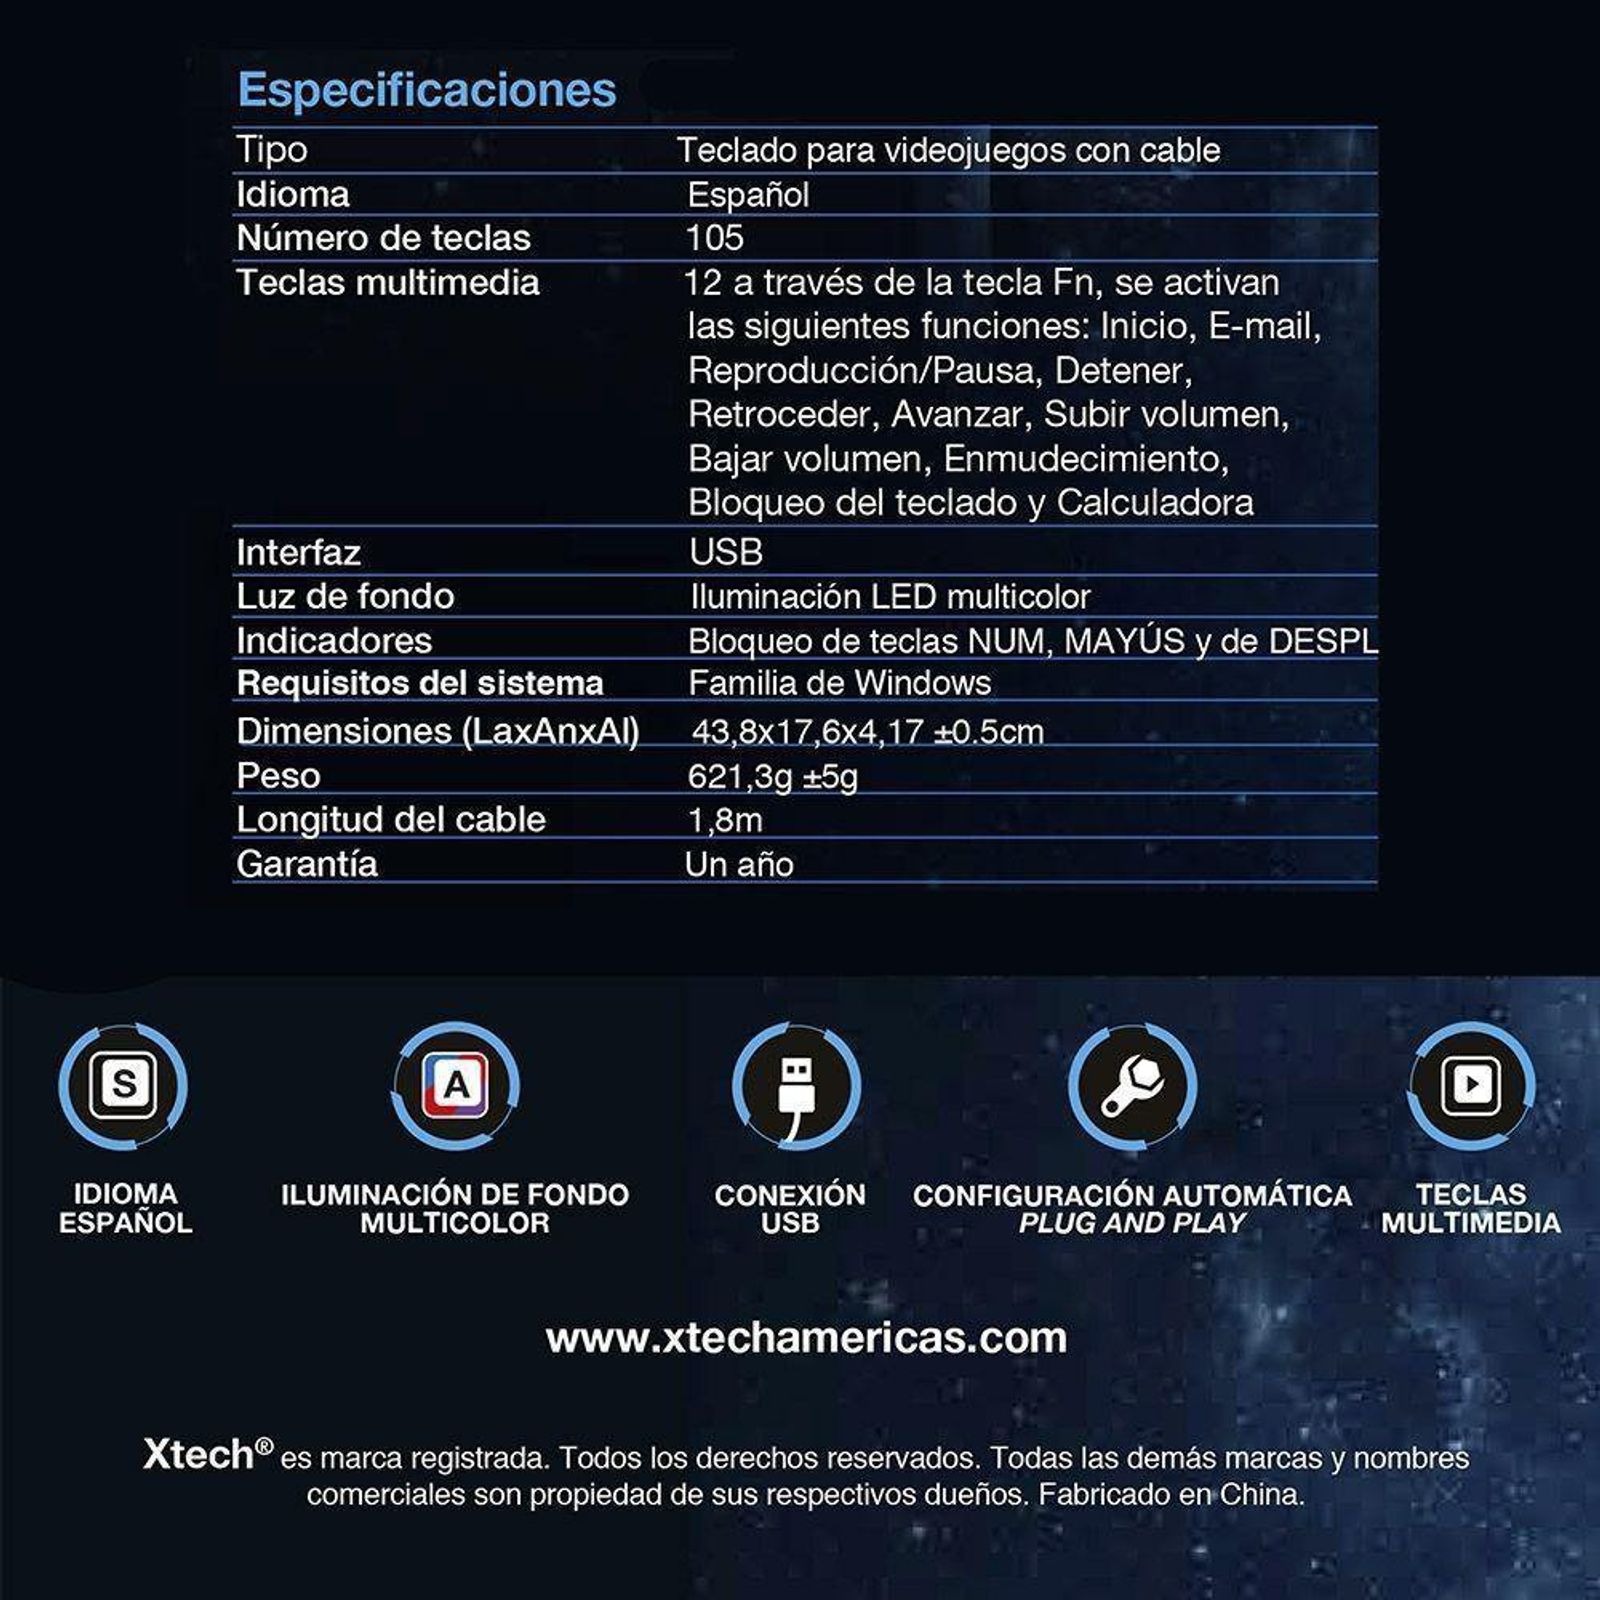 Especificaciones
Tipo Teclado para videojuegos con cable
Idioma Español
Número de teclas 105
Teclas multimedia 12 a través de la tecla Fn, se activan
las siguientes funciones: Inicio, E-mail,
Reproducción/Pausa, Detener,
Retroceder, Avanzar, Subir volumen,
Bajar volumen, Enmudecimiento,
Bloqueo del teclado y Calculadora
Interfaz USB
Luz de fondo Iluminación LED multicolor
Indicadores Bloqueo de teclas NUM, MAYÚS y de DESPL
Requisitos del sistema Familia de Windows
Dimensiones (LaxAnxAl) 43,8x17,6x4,17 ±0.5cm
Peso 621,3g ±5g
Longitud del cable 1,8m
Garantía Un año
S A
IDIOMA ILUMINACIÓN DE FONDO CONEXIÓN CONFIGURACIÓN AUTOMÁTICA TECLAS
ESPAÑOL MULTICOLOR USB PLUG AND PLAY MULTIMEDIA
www.xtechamericas.com
Xtech® es marca registrada. Todos los derechos reservados. Todas las demás marcas y nombres
comerciales son propiedad de sus respectivos dueños. Fabricado en China.